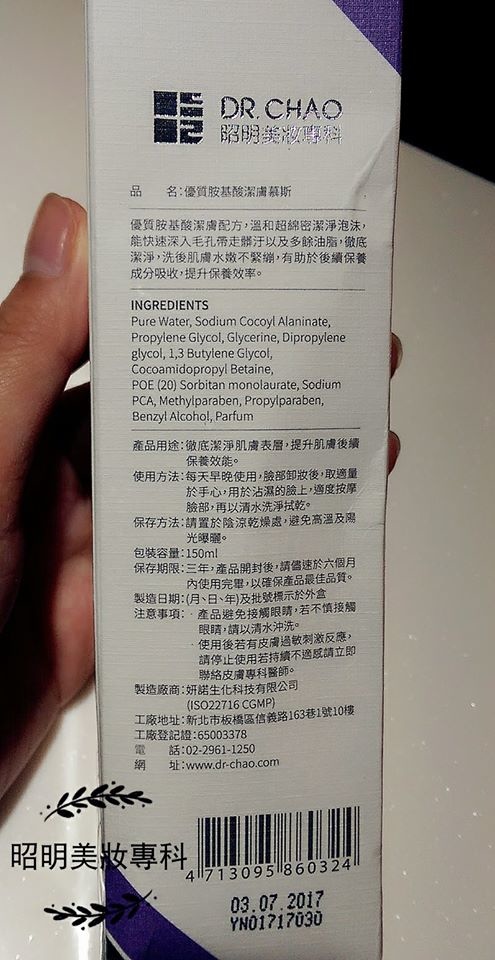 DR.CHAO
昭明美妝專科
品　　名:優質胺基酸潔膚慕斯
優質胺基酸潔膚配方,溫和超綿密潔淨泡沫,
能快速深入毛孔帶走髒汙以及多餘油脂,徹底
潔淨,洗後肌膚水嫩不緊繃,有助於後續保養
成分吸收,提升保養效率。
INGREDIENTS
Pure Water, Sodium Cocoyl Alaninate,
Propylene Glycol, Glycerine, Dipropylene
glycol, 1,3 Butylene Glycol,
Cocoamidopropyl Betaine,
POE (20) Sorbitan monolaurate, Sodium
PCA, Methylparaben, Propylparaben,
Benzyl Alcohol, Parfum
產品用途:徹底潔淨肌膚表層,提升肌膚後續
保養效能。
使用方法:每天早晚使用,臉部卸妝後,取適量
於手心,用於沾濕的臉上,適度按摩
臉部,再以清水洗淨拭乾。
保存方法:請置於陰涼乾燥處,避免高溫及陽
光曝曬。
包裝容量:150ml
保存期限:三年,產品開封後,請儘速於六個月
內使用完畢,以確保產品最佳品質。
製造日期:(月、日、年)及批號標示於外盒
注意事項:·產品避免接觸眼睛,若不慎接觸
眼睛,請以清水沖洗。
·使用後若有皮膚過敏刺激反應,
請停止使用若持續不適感請立即
聯絡皮膚專科醫師。
製造廠商:妍諾生化科技有限公司
(ISO22716 CGMP)
工廠地址:新北市板橋區信義路163巷1號10樓
工廠登記證:65003378
電　　話:02-2961-1250
網　　址:www.dr-chao.com
昭明美妝專科
4 713095 860324
03.07.2017
YN01717030